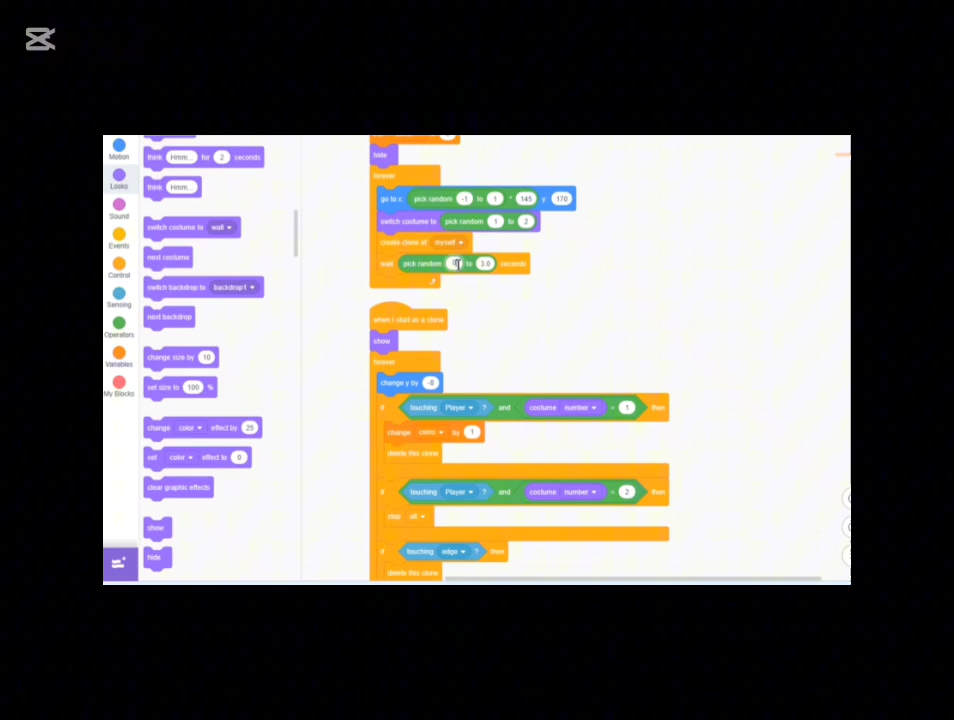 Motion
Looks
Sound
Events
Control
Sensing
Operators
Variables
My Blocks
think Hmm... for 2 seconds
think Hmm...
switch costume to wall
next costume
switch backdrop to backdrop1
next backdrop
change size by 10
set size to 100 %
change color effect by 25
set color effect to 0
clear graphic effects
show
hide
hide
forever
go to x: pick random -1 to 1 * 145 y: 170
switch costume to pick random 1 to 2
create clone of myself
wait pick random to 3.0 seconds
when I start as a clone
show
forever
change y by -8
if touching Player ? and costume number = 1 then
change coins by 1
delete this clone
if touching Player ? and costume number = 2 then
stop all
if touching edge ? then
delete this clone